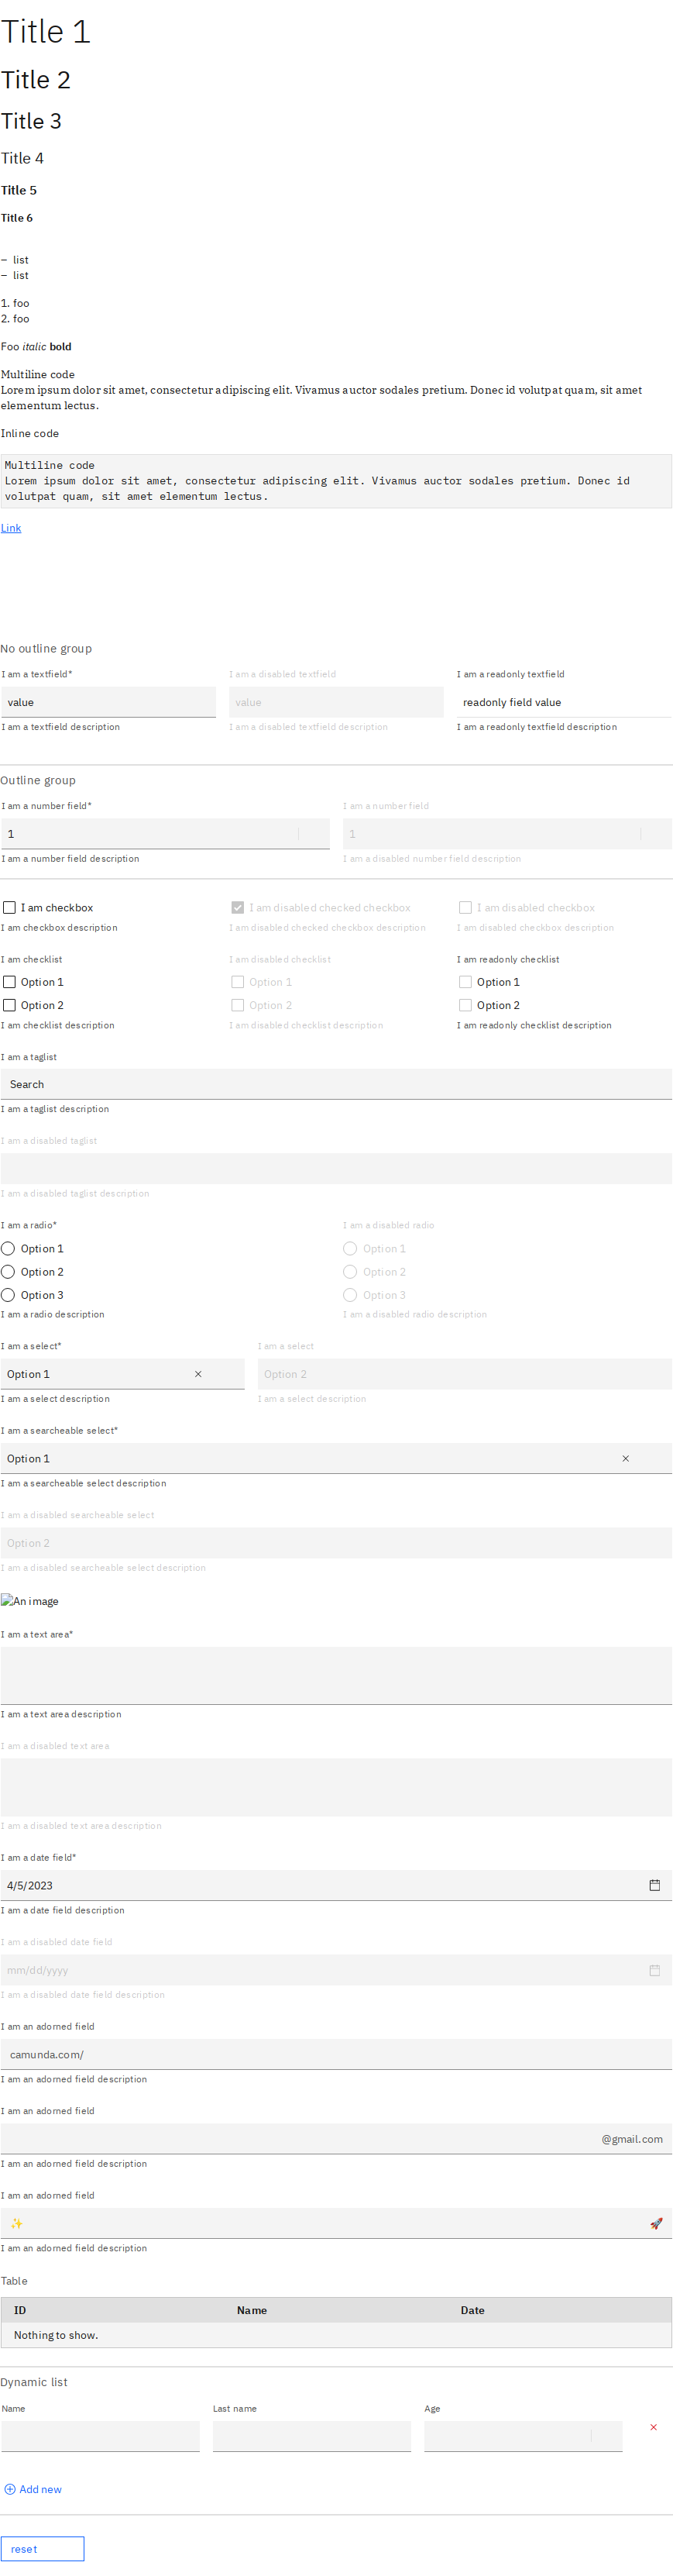 Title 1
Title 2
Title 3
Title 4
Title 5
Title 6
– list
– list
1. foo
2. foo
Foo italic bold
Multiline code
Lorem ipsum dolor sit amet, consectetur adipiscing elit. Vivamus auctor sodales pretium. Donec id volutpat quam, sit amet
elementum lectus.
Inline code
Multiline code
Lorem ipsum dolor sit amet, consectetur adipiscing elit. Vivamus auctor sodales pretium. Donec id
volutpat quam, sit amet elementum lectus.
Link
No outline group
I am a textfield* I am a disabled textfield I am a readonly textfield
value value readonly field value
I am a textfield description I am a disabled textfield description I am a readonly textfield description
Outline group
I am a number field* I am a number field
1 1
I am a number field description I am a disabled number field description
I am checkbox I am disabled checked checkbox I am disabled checkbox
I am checkbox description I am disabled checked checkbox description I am disabled checkbox description
I am checklist I am disabled checklist I am readonly checklist
Option 1 Option 1 Option 1
Option 2 Option 2 Option 2
I am checklist description I am disabled checklist description I am readonly checklist description
I am a taglist
Search
I am a taglist description
I am a disabled taglist
I am a disabled taglist description
I am a radio* I am a disabled radio
Option 1 Option 1
Option 2 Option 2
Option 3 Option 3
I am a radio description I am a disabled radio description
I am a select* I am a select
Option 1 Option 2
I am a select description I am a select description
I am a searcheable select*
Option 1
I am a searcheable select description
I am a disabled searcheable select
Option 2
I am a disabled searcheable select description
An image
I am a text area*
I am a text area description
I am a disabled text area
I am a disabled text area description
I am a date field*
4/5/2023
I am a date field description
I am a disabled date field
mm/dd/yyyy
I am a disabled date field description
I am an adorned field
camunda.com/
I am an adorned field description
I am an adorned field
@gmail.com
I am an adorned field description
I am an adorned field
✨ 🚀
I am an adorned field description
Table
ID Name Date
Nothing to show.
Dynamic list
Name Last name Age
Add new
reset